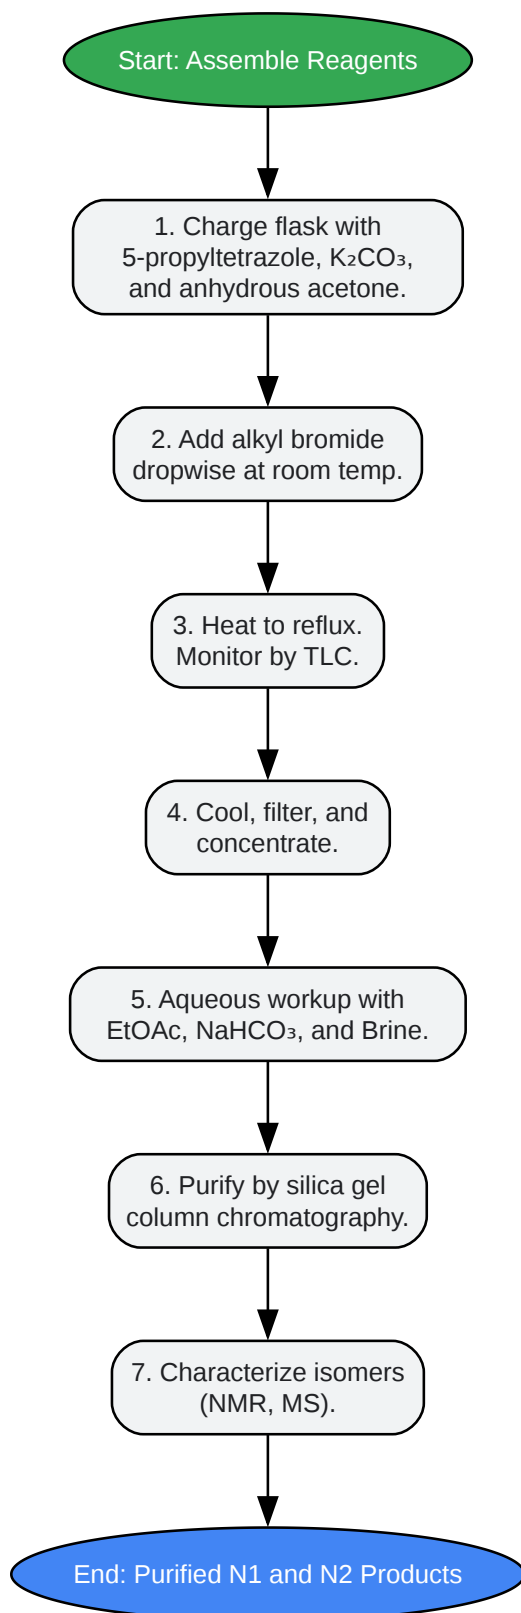 Start: Assemble Reagents
1. Charge flask with
5-propyltetrazole, K₂CO₃,
and anhydrous acetone.
2. Add alkyl bromide
dropwise at room temp.
3. Heat to reflux.
Monitor by TLC.
4. Cool, filter, and
concentrate.
5. Aqueous workup with
EtOAc, NaHCO₃, and Brine.
6. Purify by silica gel
column chromatography.
7. Characterize isomers
(NMR, MS).
End: Purified N1 and N2 Products